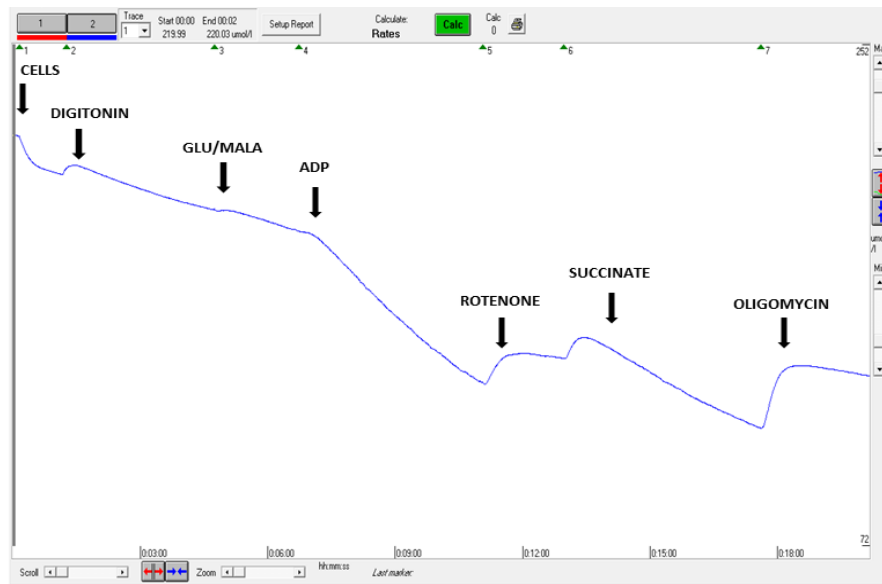 1 2 Trace 1 Start 00:00 End 00:02 219.99 220.03 umol/l Setup Report Calculate: Rates Calc Calc 0
1 2 3 4 5 6 7 252
CELLS
DIGITONIN
GLU/MALA
ADP
ROTENONE
SUCCINATE
OLIGOMYCIN
umol
/l
72
0:03:00 0:06:00 0:09:00 0:12:00 0:15:00 0:18:00
Scroll Zoom hh:mm:ss Last marker: